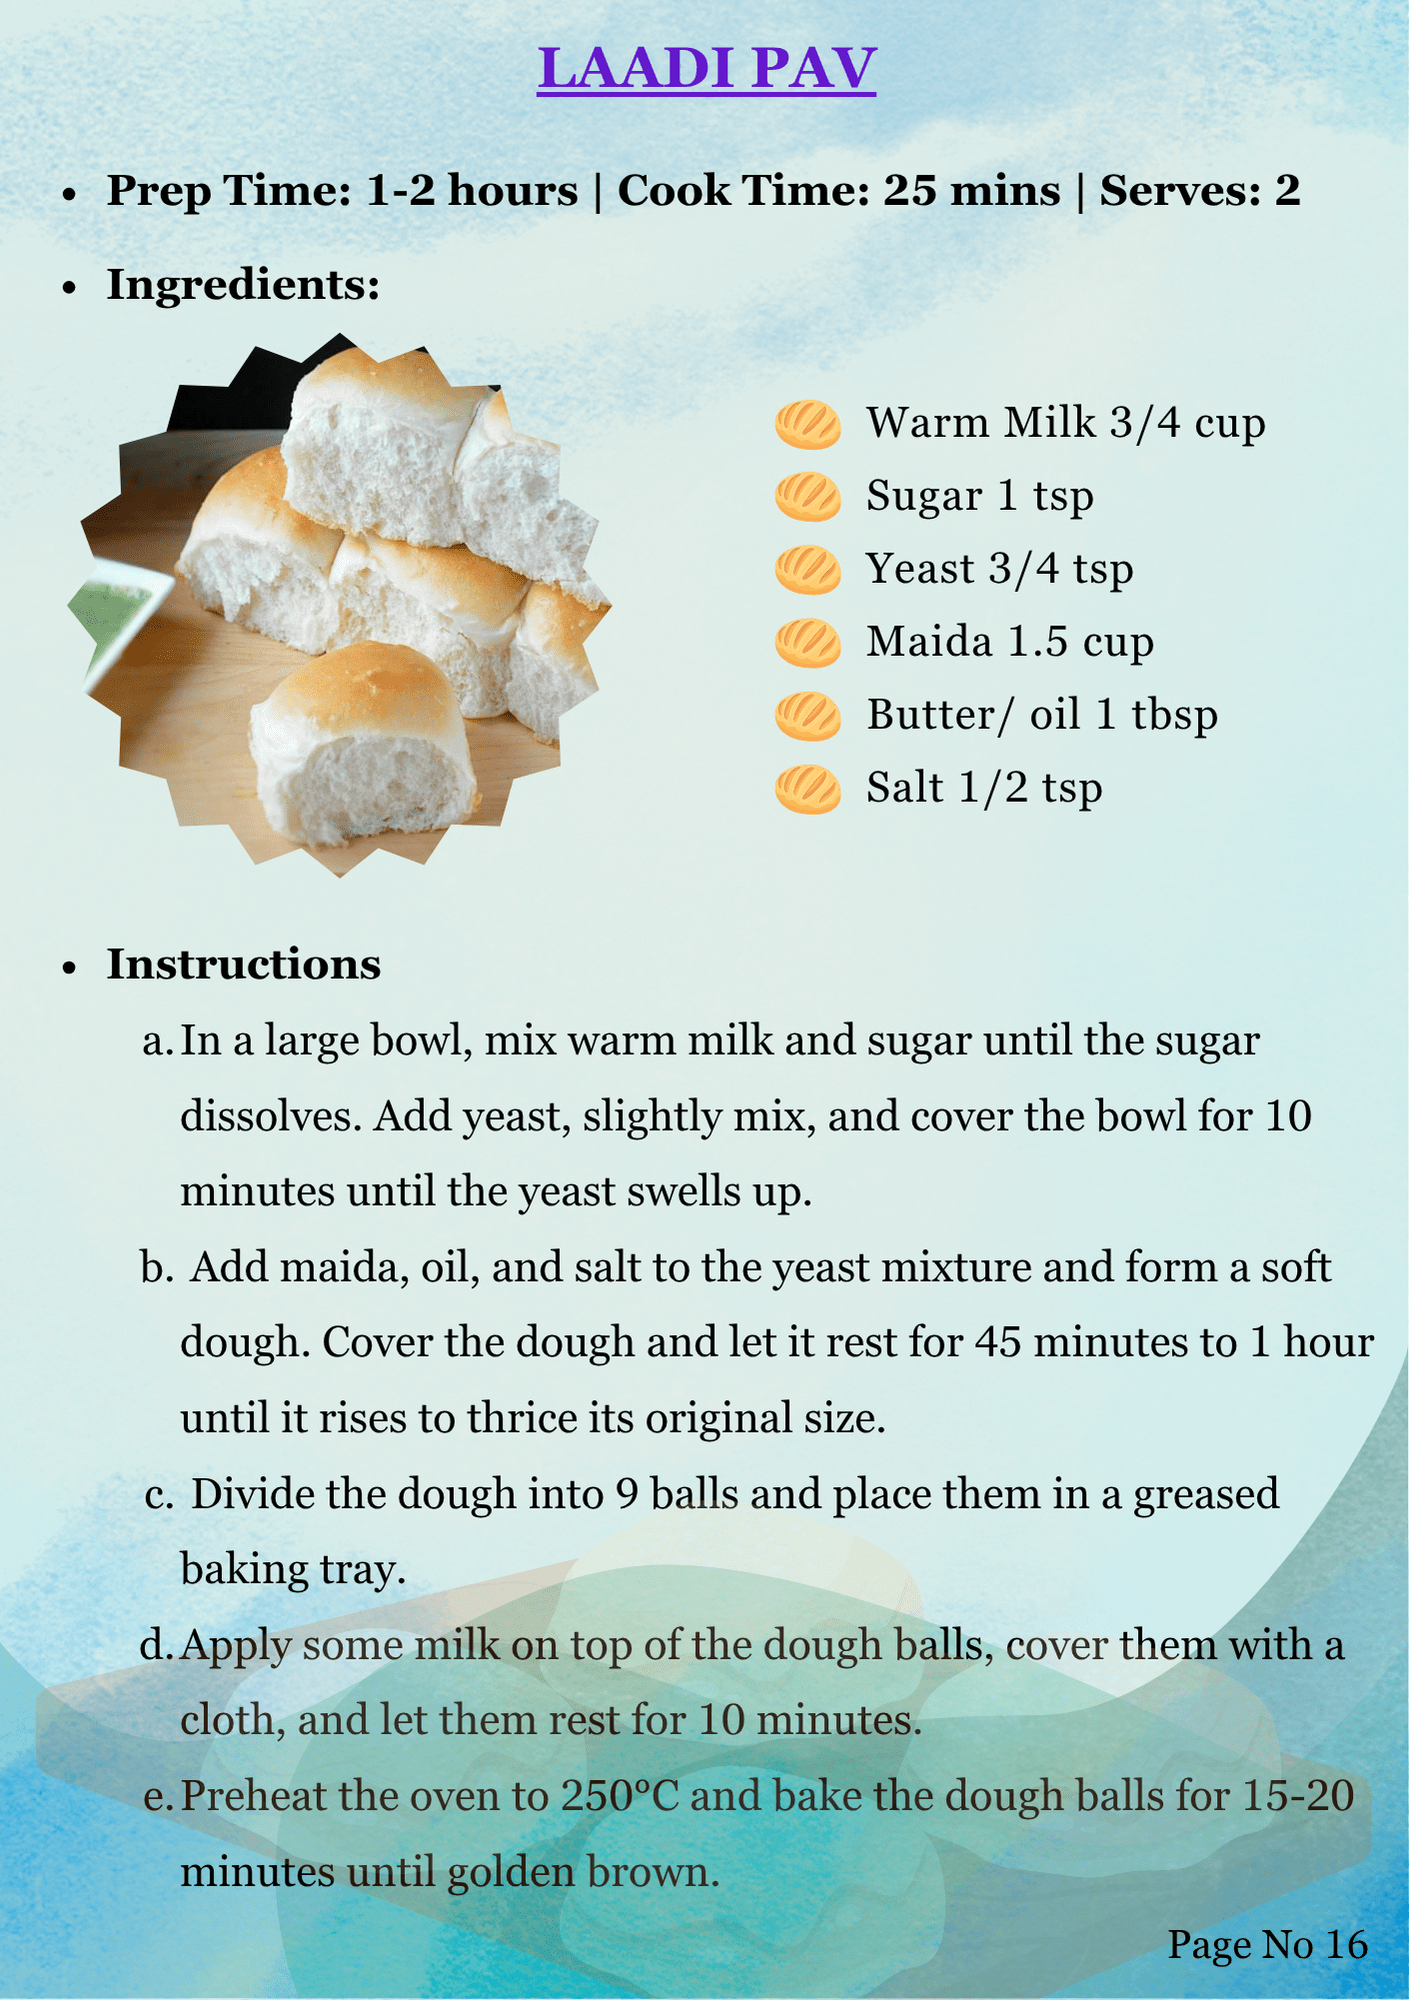 LAADI PAV
• Prep Time: 1-2 hours | Cook Time: 25 mins | Serves: 2
• Ingredients:
Warm Milk 3/4 cup
Sugar 1 tsp
Yeast 3/4 tsp
Maida 1.5 cup
Butter/ oil 1 tbsp
Salt 1/2 tsp
• Instructions
a. In a large bowl, mix warm milk and sugar until the sugar
dissolves. Add yeast, slightly mix, and cover the bowl for 10
minutes until the yeast swells up.
b. Add maida, oil, and salt to the yeast mixture and form a soft
dough. Cover the dough and let it rest for 45 minutes to 1 hour
until it rises to thrice its original size.
c. Divide the dough into 9 balls and place them in a greased
baking tray.
d. Apply some milk on top of the dough balls, cover them with a
cloth, and let them rest for 10 minutes.
e. Preheat the oven to 250°C and bake the dough balls for 15-20
minutes until golden brown.
Page No 16